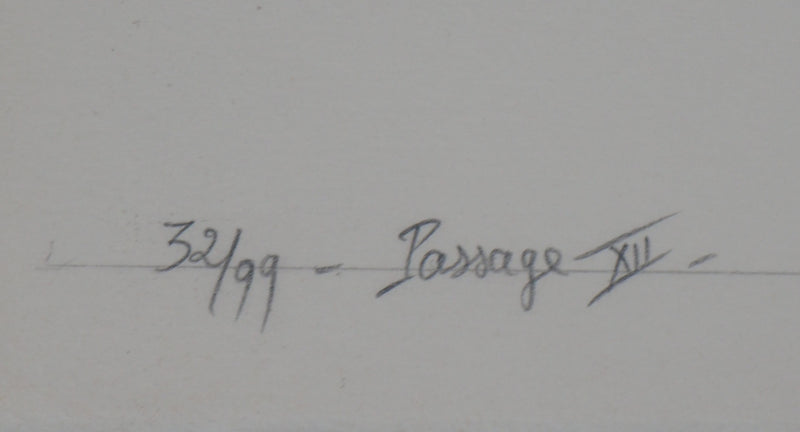 32/99 - Passage XII -